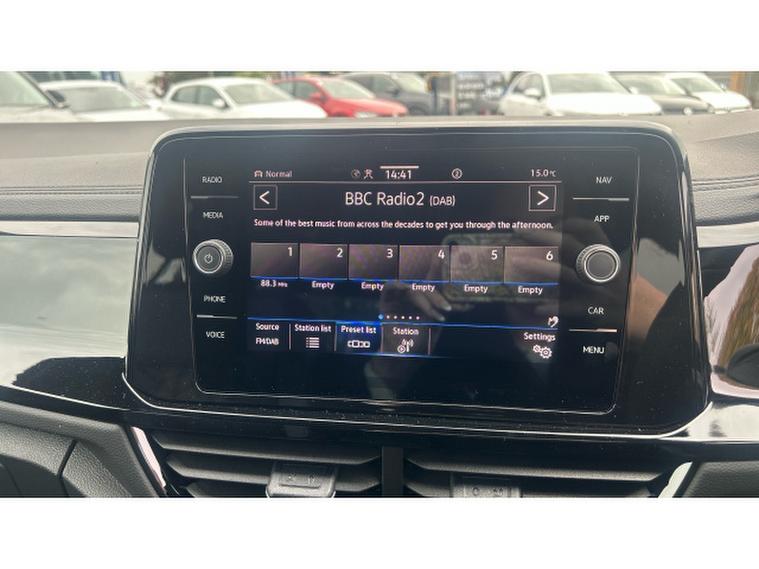 RADIO
MEDIA
PHONE
VOICE
Normal 14:41 15.0°C
< BBC Radio2 (DAB) >
Some of the best music from across the decades to get you through the afternoon.
1 2 3 4 5 6
88.3 MHz Empty Empty Empty Empty Empty
Source Station list Preset list Station Settings
FM/DAB
NAV
APP
CAR
MENU